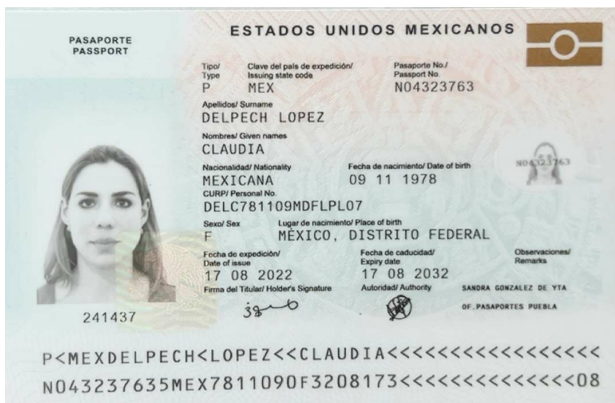 PASAPORTE
PASSPORT
ESTADOS UNIDOS MEXICANOS
Tipo/ Clave del país de expedición/ Pasaporte No./
Type Issuing state code Passport No.
P MEX N04323763
Apellidos/ Surname
DELPECH LOPEZ
Nombres/ Given names
CLAUDIA
Nacionalidad/ Nationality Fecha de nacimiento/ Date of birth
MEXICANA 09 11 1978
CURP/ Personal No.
DELC781109MDFLPL07
Sexo/ Sex Lugar de nacimiento/ Place of birth
F MÉXICO, DISTRITO FEDERAL
Fecha de expedición/ Fecha de caducidad/ Observaciones/
Date of issue Expiry date Remarks
17 08 2022 17 08 2032
Firma del Titular/ Holder's Signature Autoridad/ Authority SANDRA GONZALEZ DE YTA
OF.PASAPORTES PUEBLA
241437
P<MEXDELPECH<LOPEZ<<CLAUDIA<<<<<<<<<<<<<<<<<
N043237635MEX7811090F3208173<<<<<<<<<<<<<<08